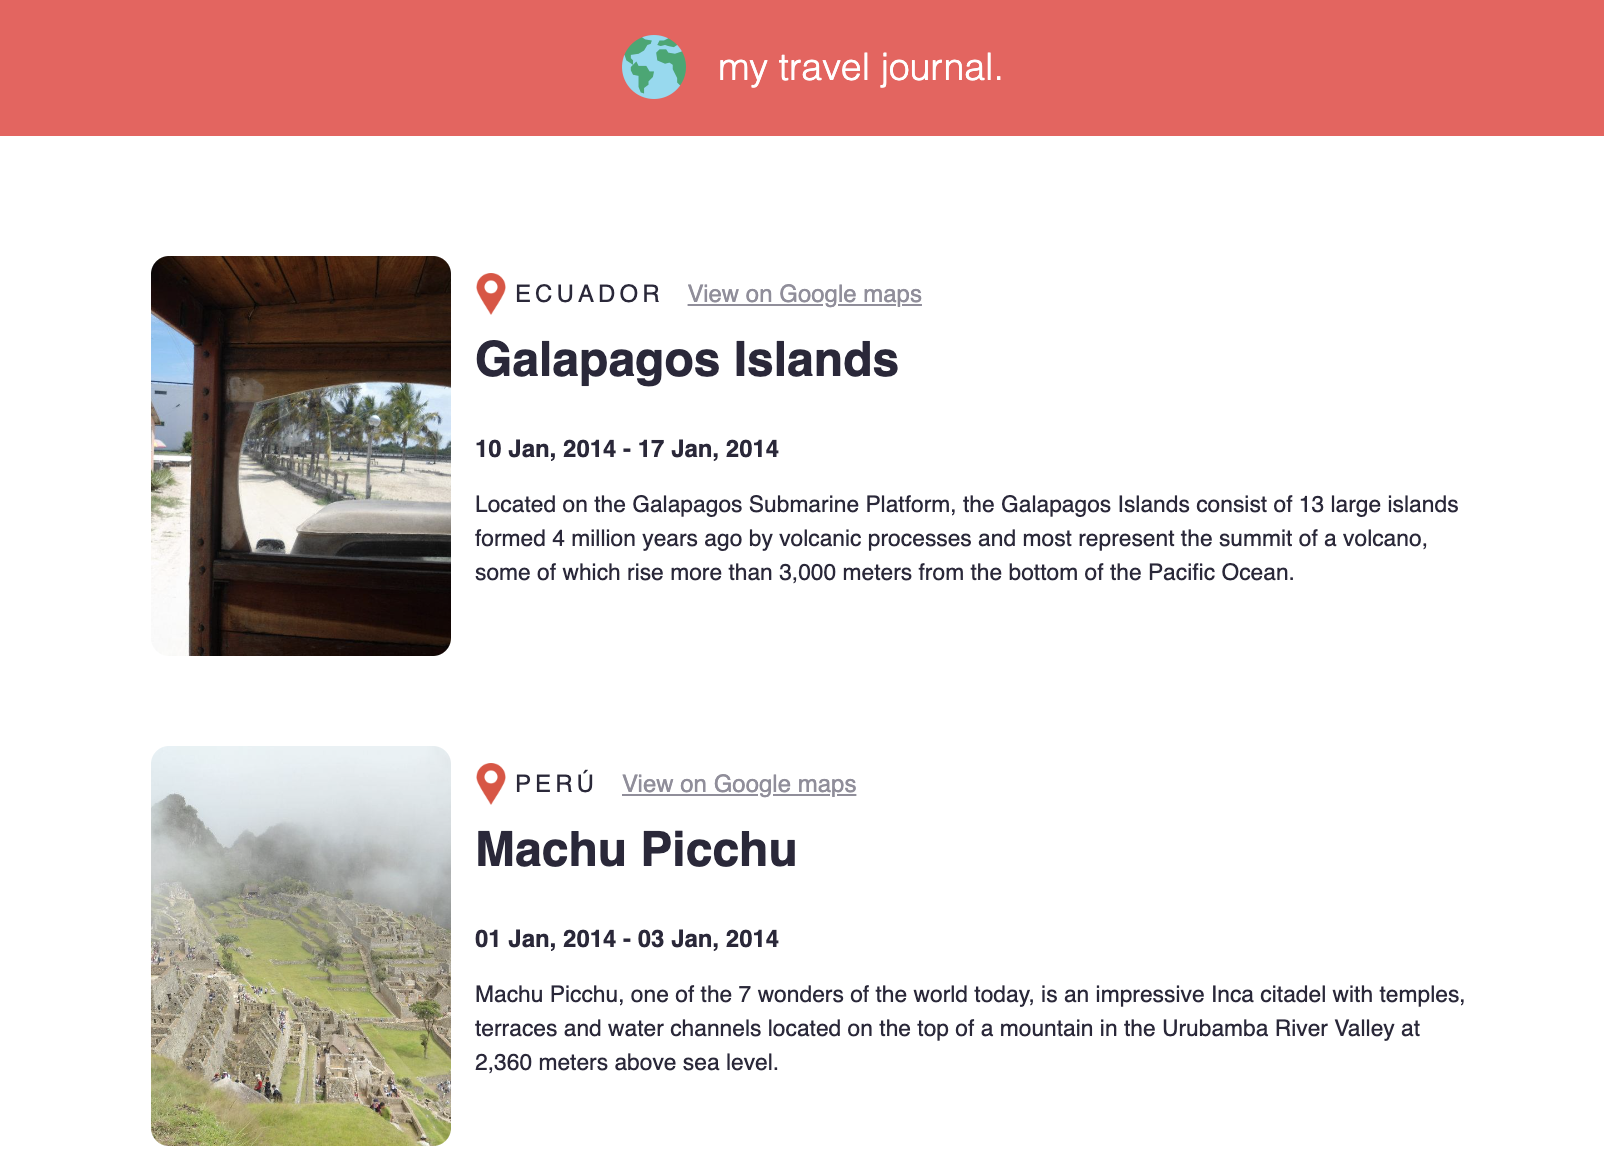 my travel journal.
ECUADOR View on Google maps
Galapagos Islands
10 Jan, 2014 - 17 Jan, 2014
Located on the Galapagos Submarine Platform, the Galapagos Islands consist of 13 large islands
formed 4 million years ago by volcanic processes and most represent the summit of a volcano,
some of which rise more than 3,000 meters from the bottom of the Pacific Ocean.
PERÚ View on Google maps
Machu Picchu
01 Jan, 2014 - 03 Jan, 2014
Machu Picchu, one of the 7 wonders of the world today, is an impressive Inca citadel with temples,
terraces and water channels located on the top of a mountain in the Urubamba River Valley at
2,360 meters above sea level.